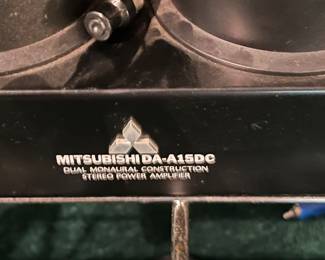 MITSUBISHI DA-A15DC
DUAL MONAURAL CONSTRUCTION
STEREO POWER AMPLIFIER